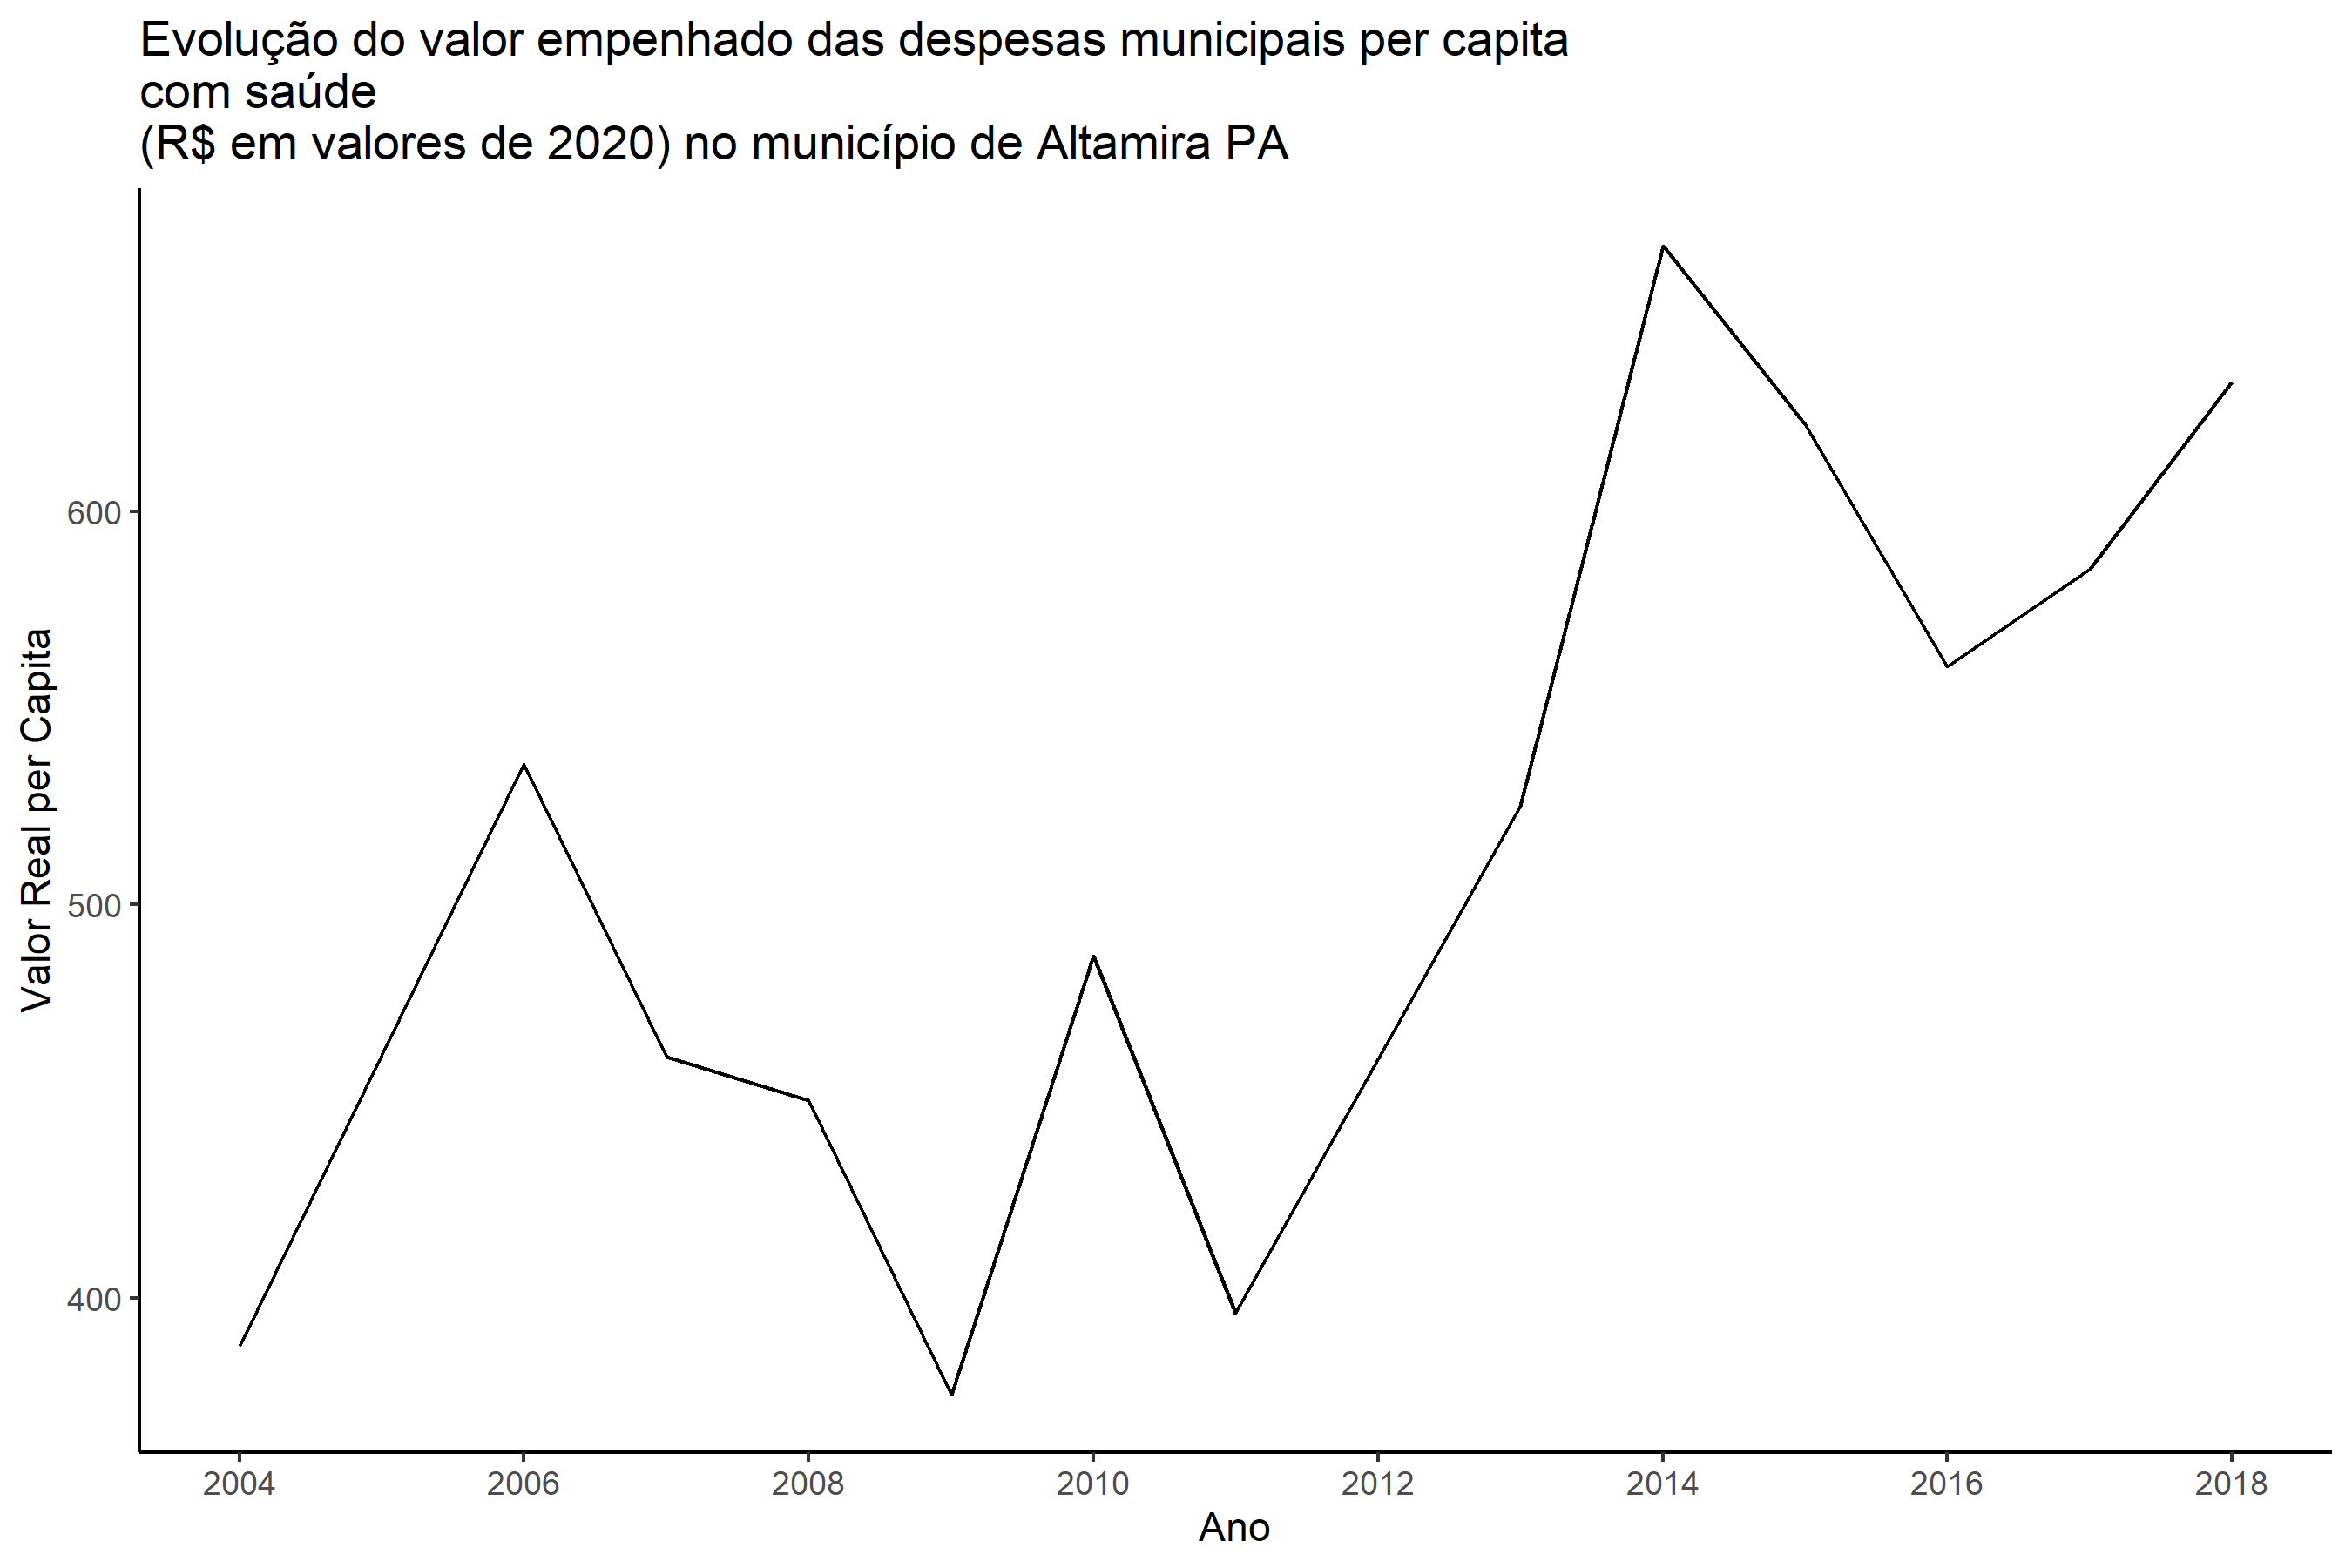 Evolução do valor empenhado das despesas municipais per capita
com saúde
(R$ em valores de 2020) no município de Altamira PA
Valor Real per Capita
600
500
400
2004 2006 2008 2010 2012 2014 2016 2018
Ano